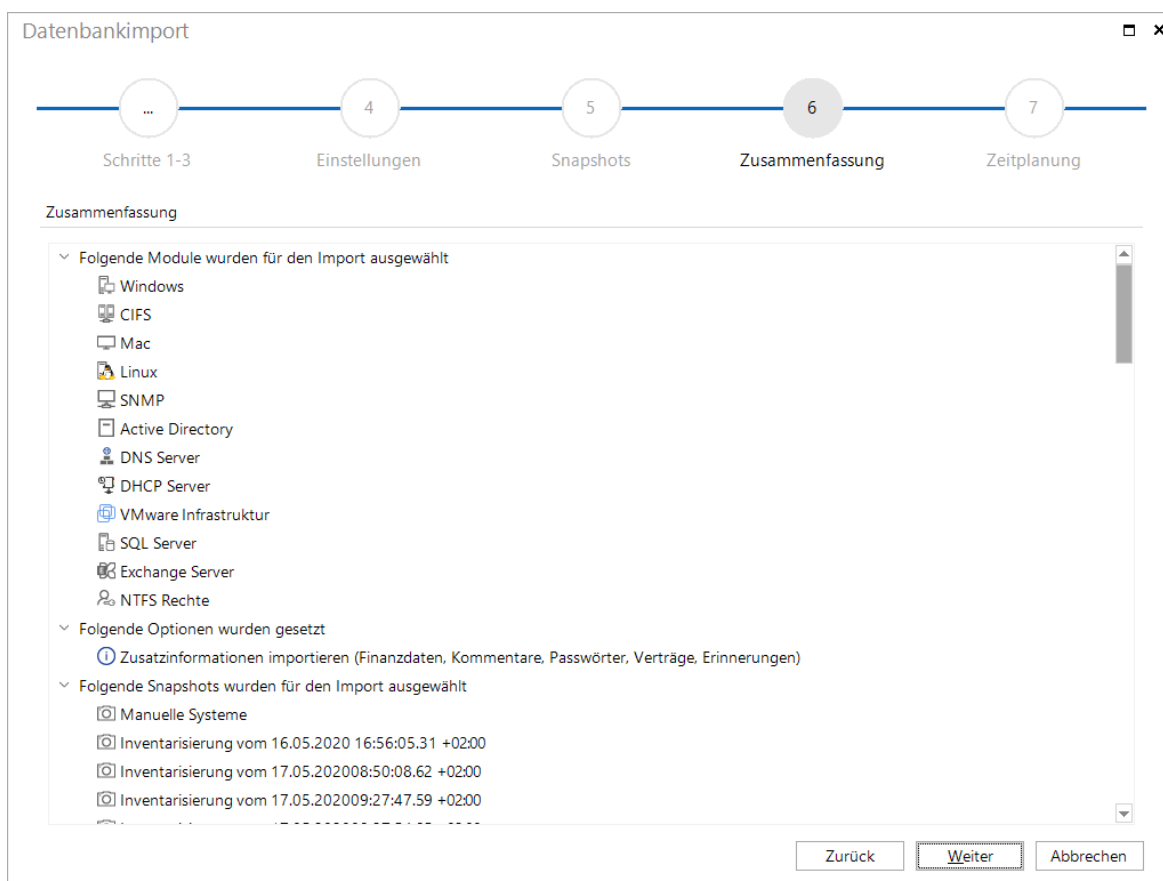 Datenbankimport
... 4 5 6 7
Schritte 1-3 Einstellungen Snapshots Zusammenfassung Zeitplanung
Zusammenfassung
Folgende Module wurden für den Import ausgewählt
Windows
CIFS
Mac
Linux
SNMP
Active Directory
DNS Server
DHCP Server
VMware Infrastruktur
SQL Server
Exchange Server
NTFS Rechte
Folgende Optionen wurden gesetzt
Zusatzinformationen importieren (Finanzdaten, Kommentare, Passwörter, Verträge, Erinnerungen)
Folgende Snapshots wurden für den Import ausgewählt
Manuelle Systeme
Inventarisierung vom 16.05.2020 16:56:05.31 +02:00
Inventarisierung vom 17.05.202008:50:08.62 +02:00
Inventarisierung vom 17.05.202009:27:47.59 +02:00
Zurück Weiter Abbrechen